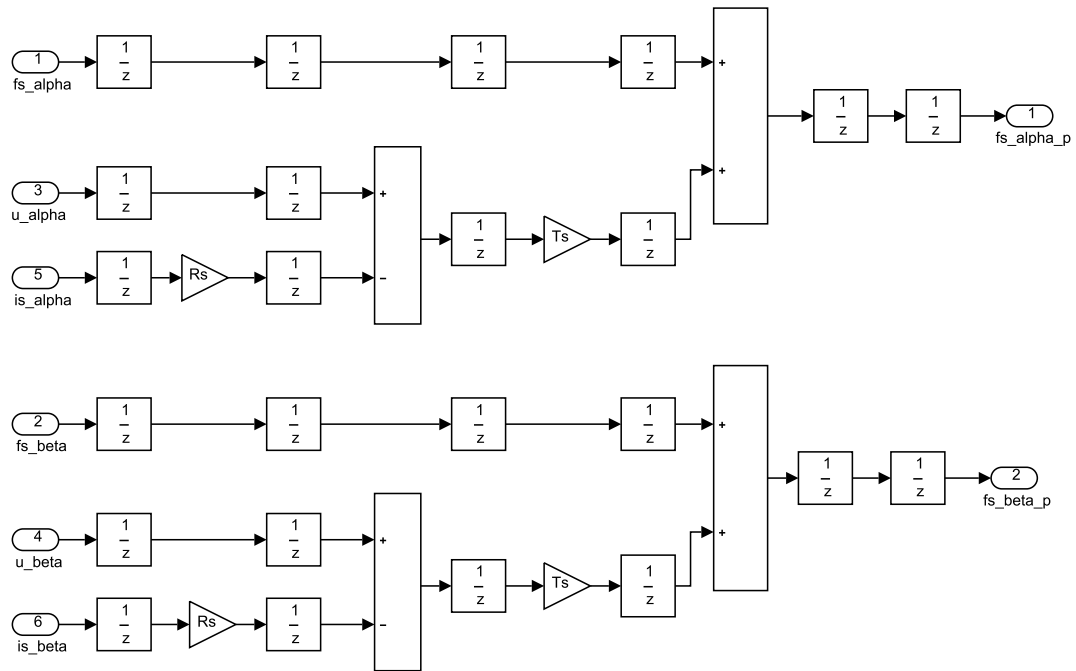 1 1 1 1 1
z z z z
fs_alpha
+
1 1 1
z z
fs_alpha_p
3 1 1
z z
u_alpha
+
+
1 Ts 1
z z
5 1 Rs 1
z z
is_alpha
−
2 1 1 1 1
z z z z
fs_beta
+
1 1 2
z z
fs_beta_p
4 1 1
z z
u_beta
+
+
1 Ts 1
z z
6 1 Rs 1
z z
is_beta
−